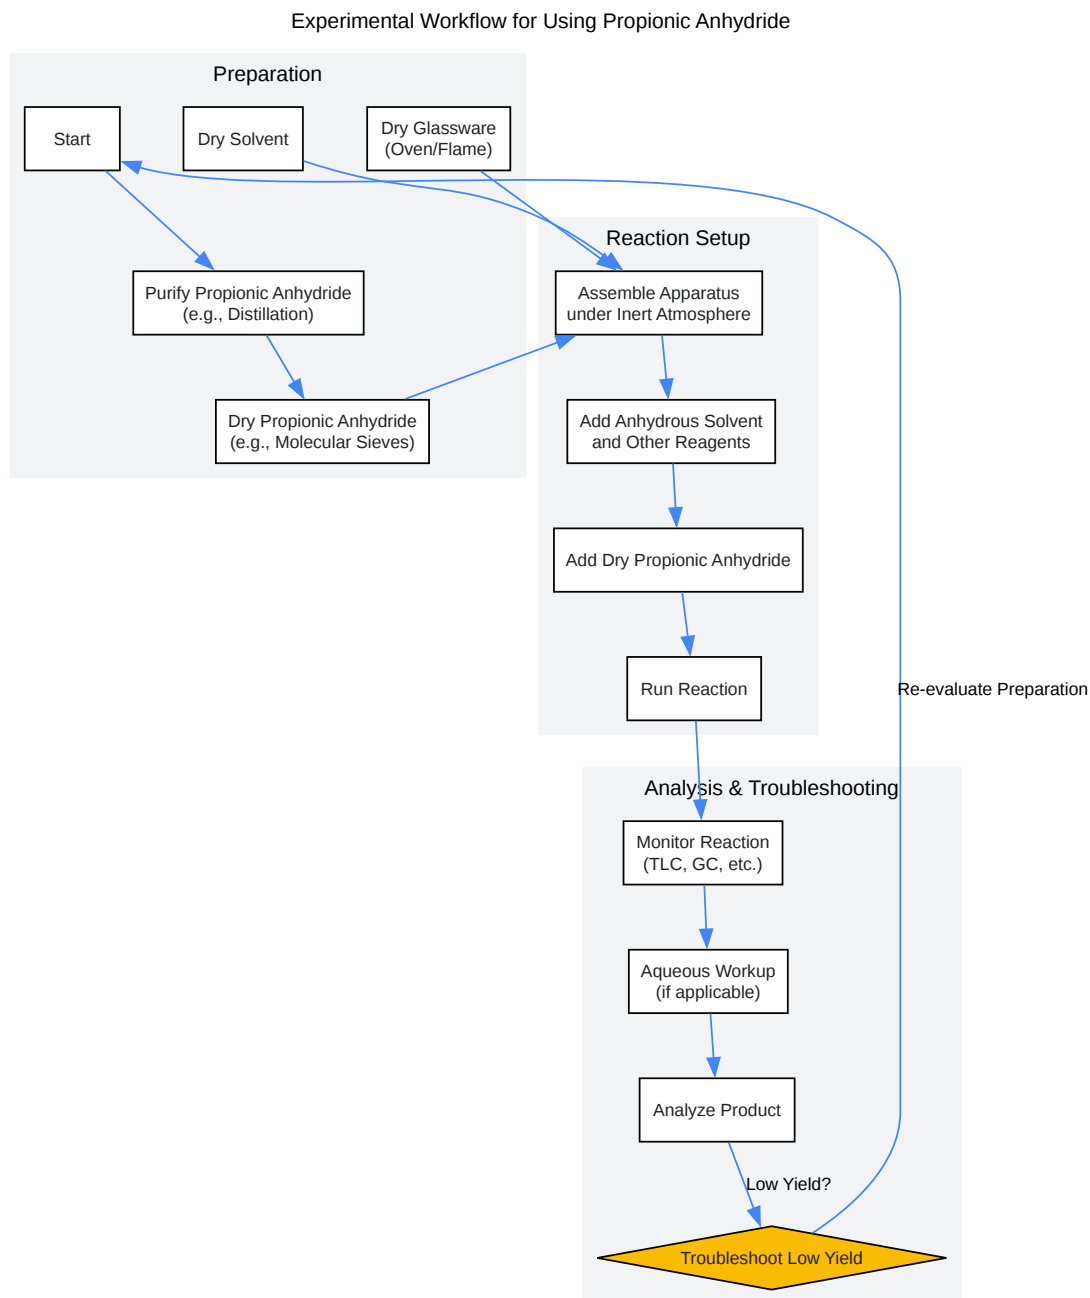 Experimental Workflow for Using Propionic Anhydride
Preparation
Start
Dry Solvent
Dry Glassware
(Oven/Flame)
Purify Propionic Anhydride
(e.g., Distillation)
Dry Propionic Anhydride
(e.g., Molecular Sieves)
Reaction Setup
Assemble Apparatus
under Inert Atmosphere
Add Anhydrous Solvent
and Other Reagents
Add Dry Propionic Anhydride
Run Reaction
Re-evaluate Preparation
Analysis & Troubleshooting
Monitor Reaction
(TLC, GC, etc.)
Aqueous Workup
(if applicable)
Analyze Product
Low Yield?
Troubleshoot Low Yield